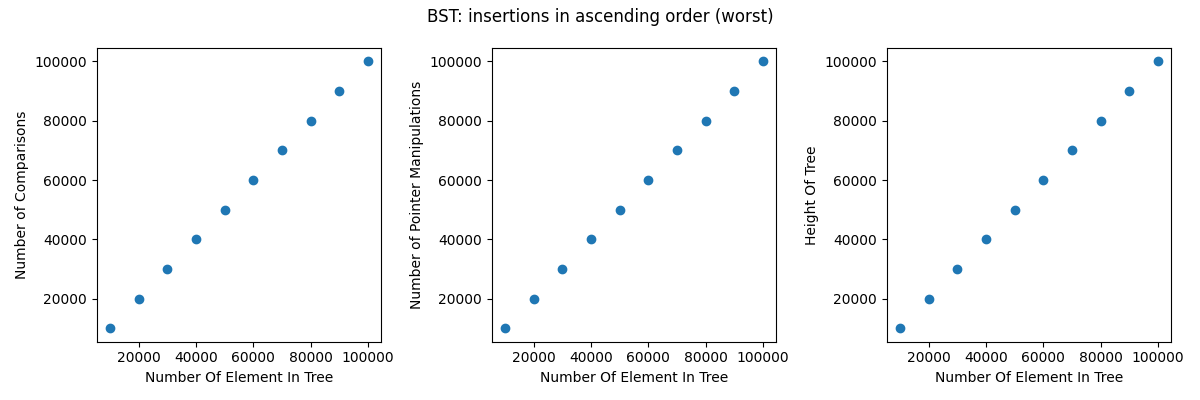 BST: insertions in ascending order (worst)
Number of Comparisons
100000
80000
60000
40000
20000
20000 40000 60000 80000 100000
Number Of Element In Tree
Number of Pointer Manipulations
100000
80000
60000
40000
20000
20000 40000 60000 80000 100000
Number Of Element In Tree
Height Of Tree
100000
80000
60000
40000
20000
20000 40000 60000 80000 100000
Number Of Element In Tree